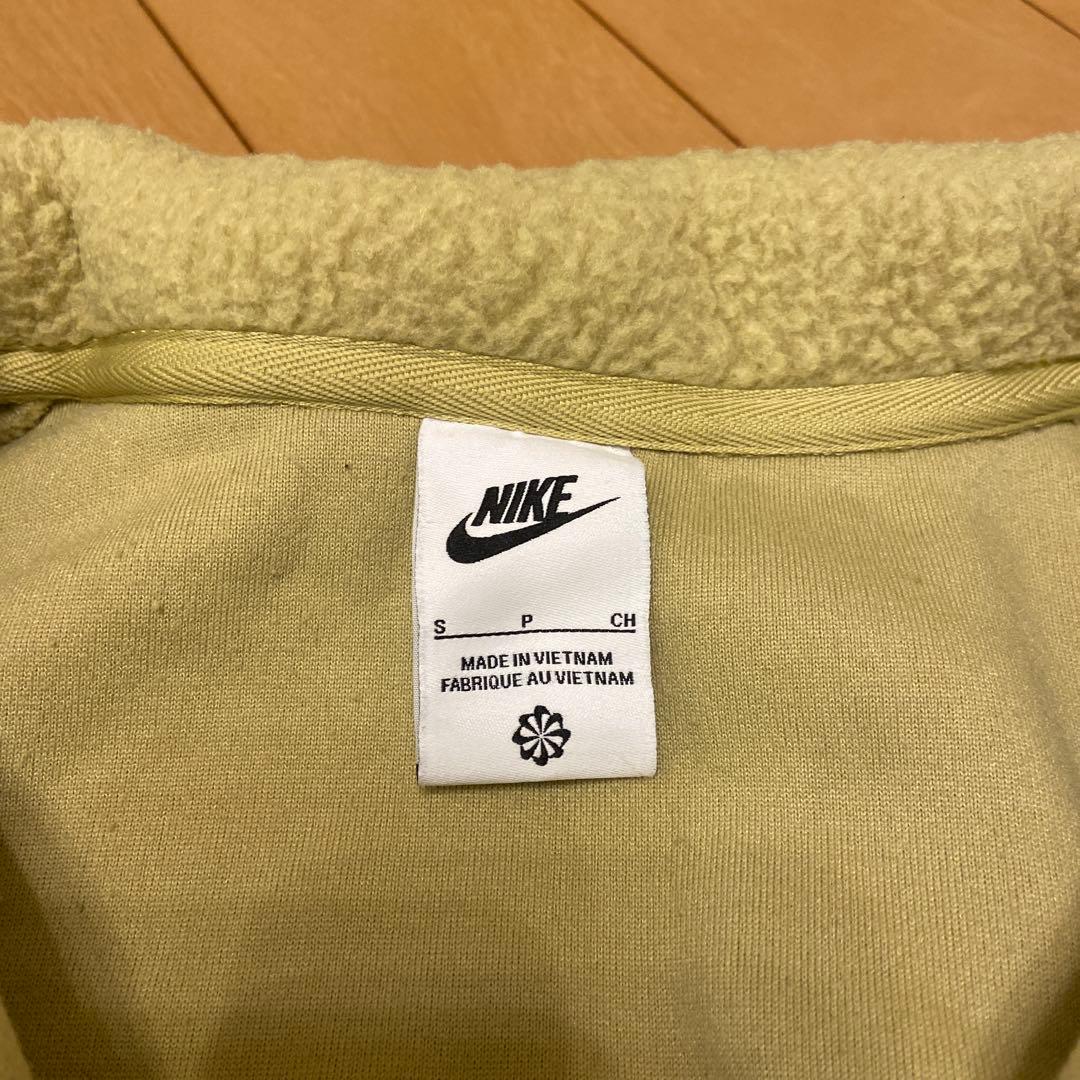 NIKE
S P CH
MADE IN VIETNAM
FABRIQUE AU VIETNAM